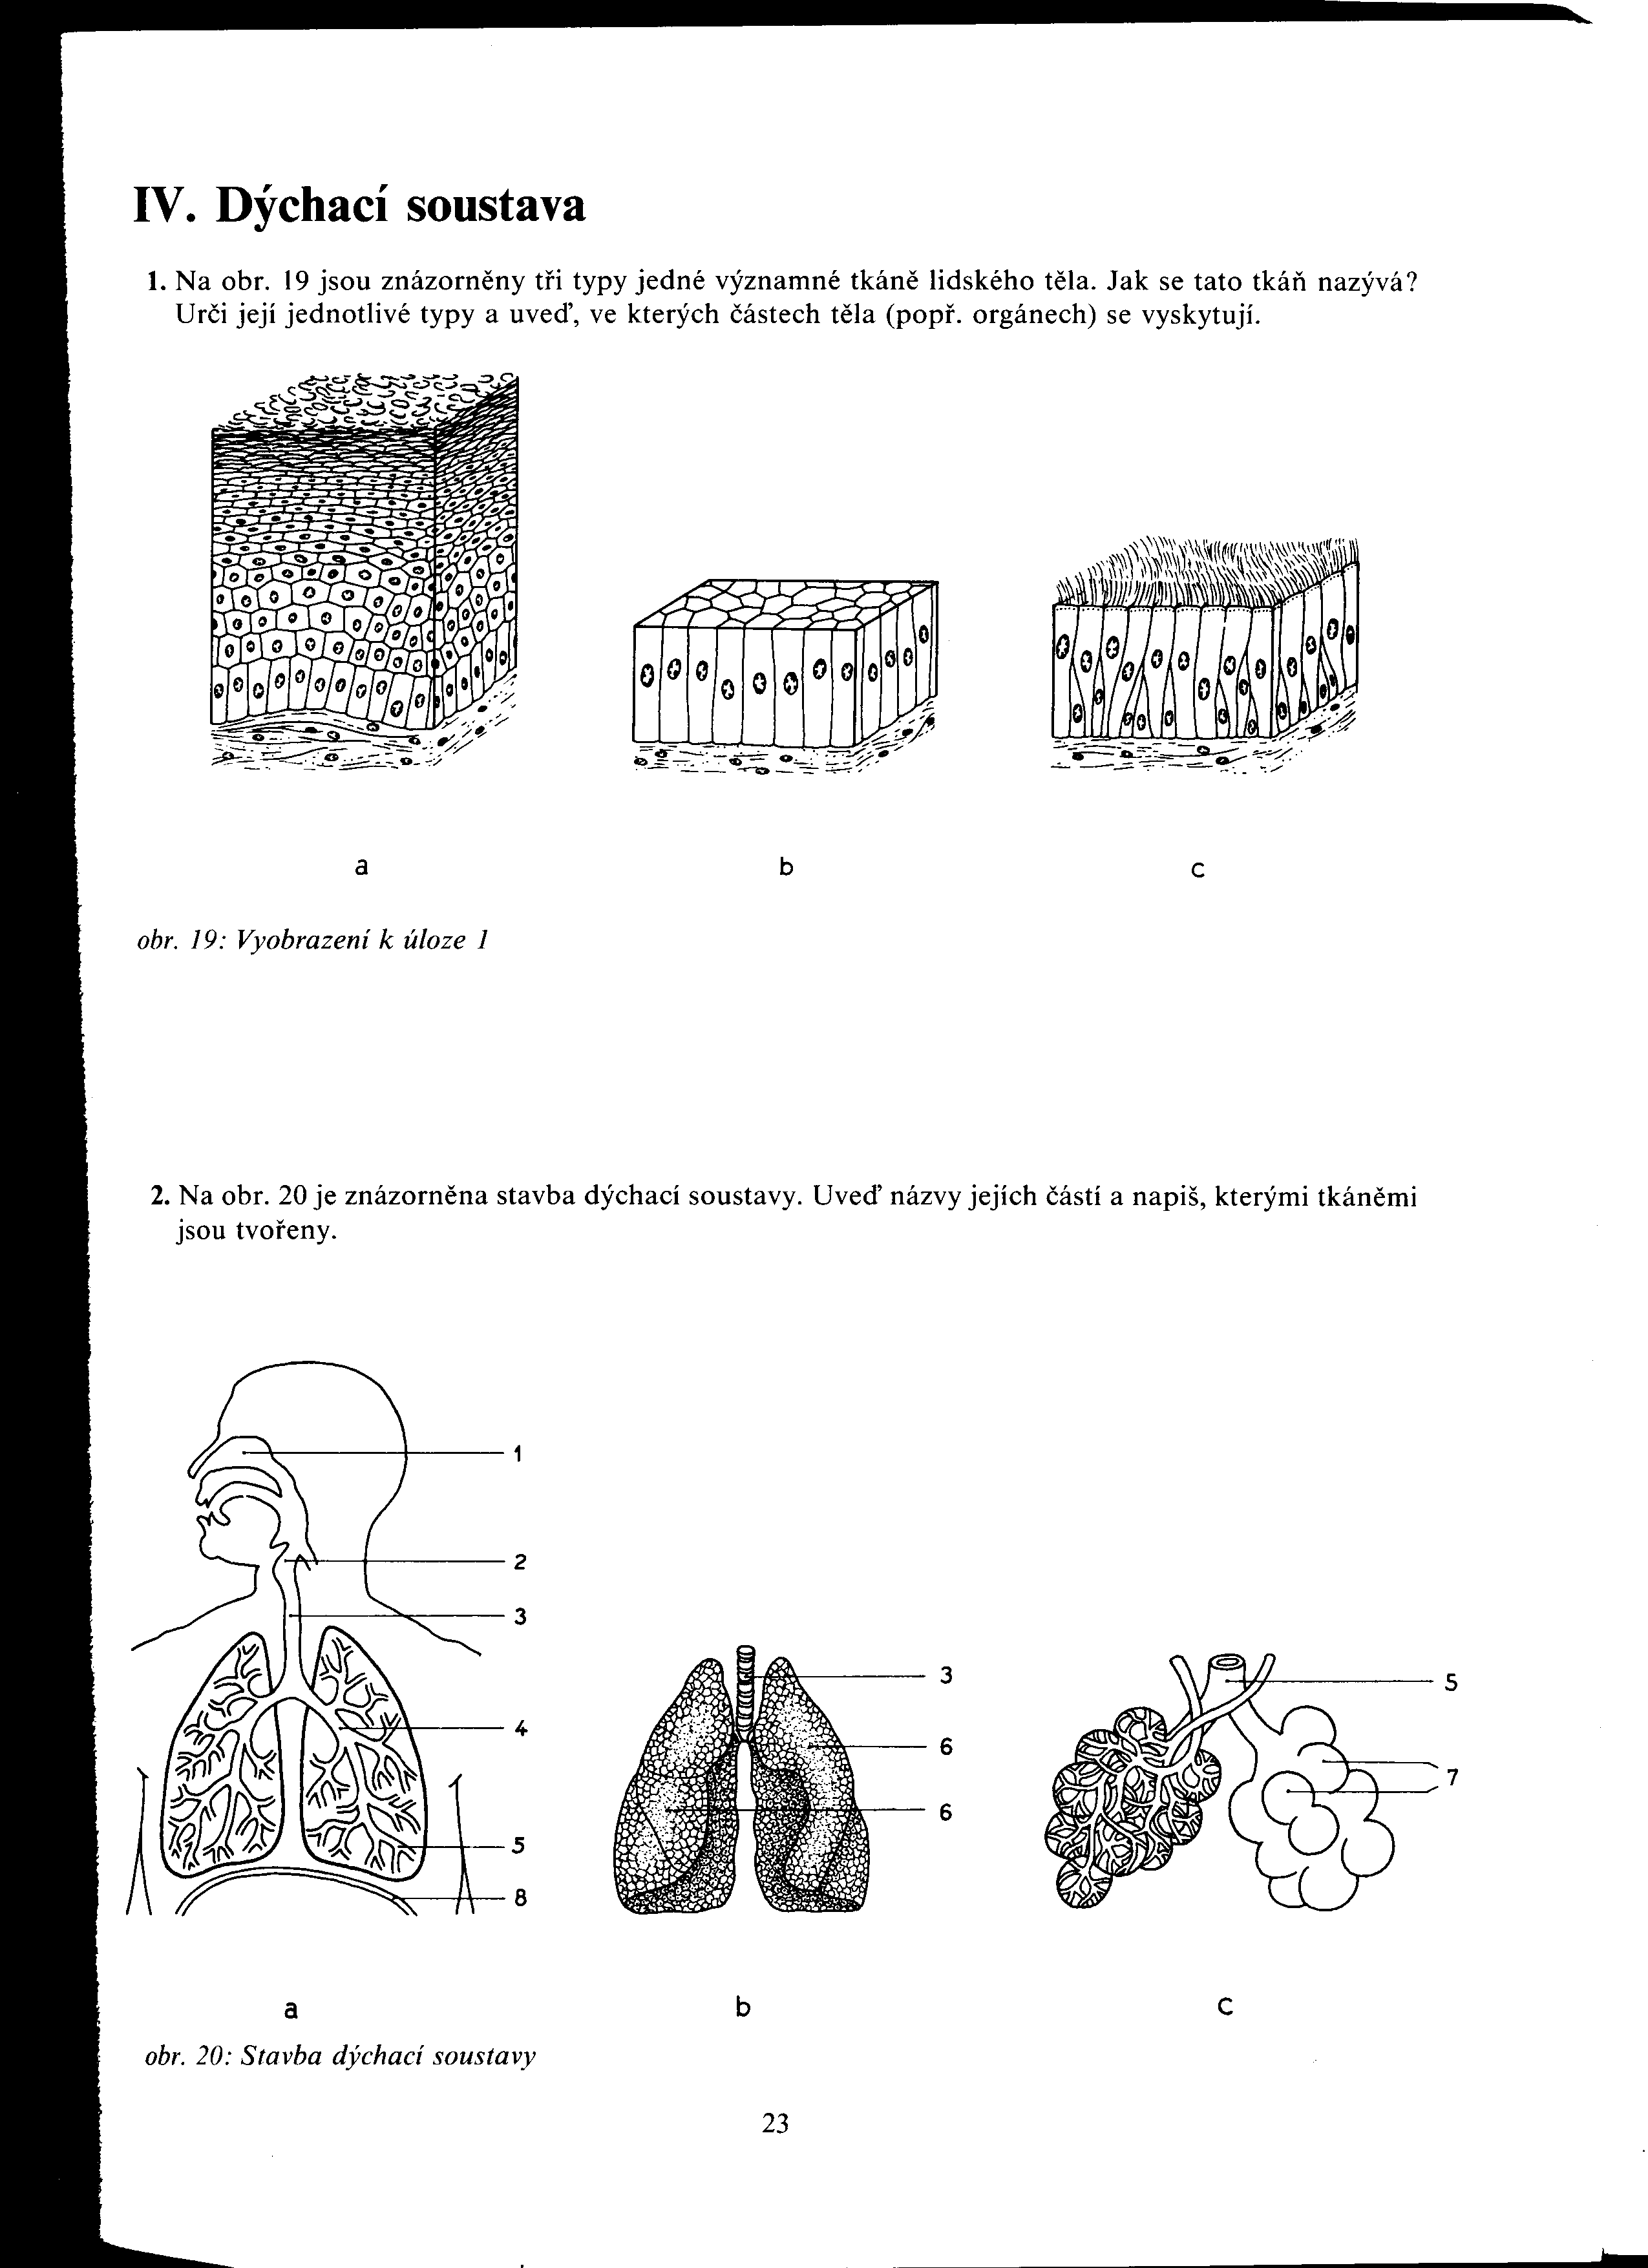 IV. Dýchací soustava
1. Na obr. 19 jsou znázorněny tři typy jedné významné tkáně lidského těla. Jak se tato tkáň nazývá?
Urči její jednotlivé typy a uveď, ve kterých částech těla (popř. orgánech) se vyskytují.
a b c
obr. 19: Vyobrazení k úloze 1
2. Na obr. 20 je znázorněna stavba dýchací soustavy. Uveď názvy jejích částí a napiš, kterými tkáněmi
jsou tvořeny.
1
2
3
4
5
8
3
6
6
5
7
a b c
obr. 20: Stavba dýchací soustavy
23